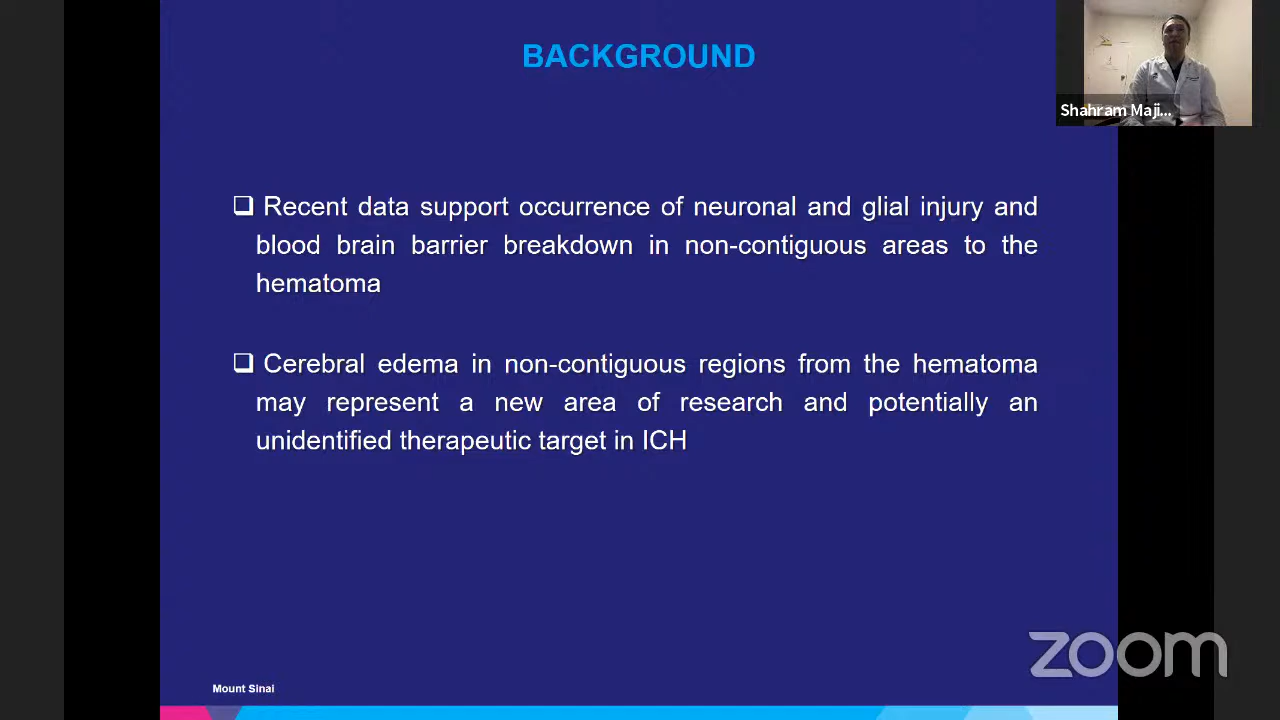 BACKGROUND
Shahram Maji...
❑ Recent data support occurrence of neuronal and glial injury and
blood brain barrier breakdown in non-contiguous areas to the
hematoma
❑ Cerebral edema in non-contiguous regions from the hematoma
may represent a new area of research and potentially an
unidentified therapeutic target in ICH
zoom
Mount Sinai